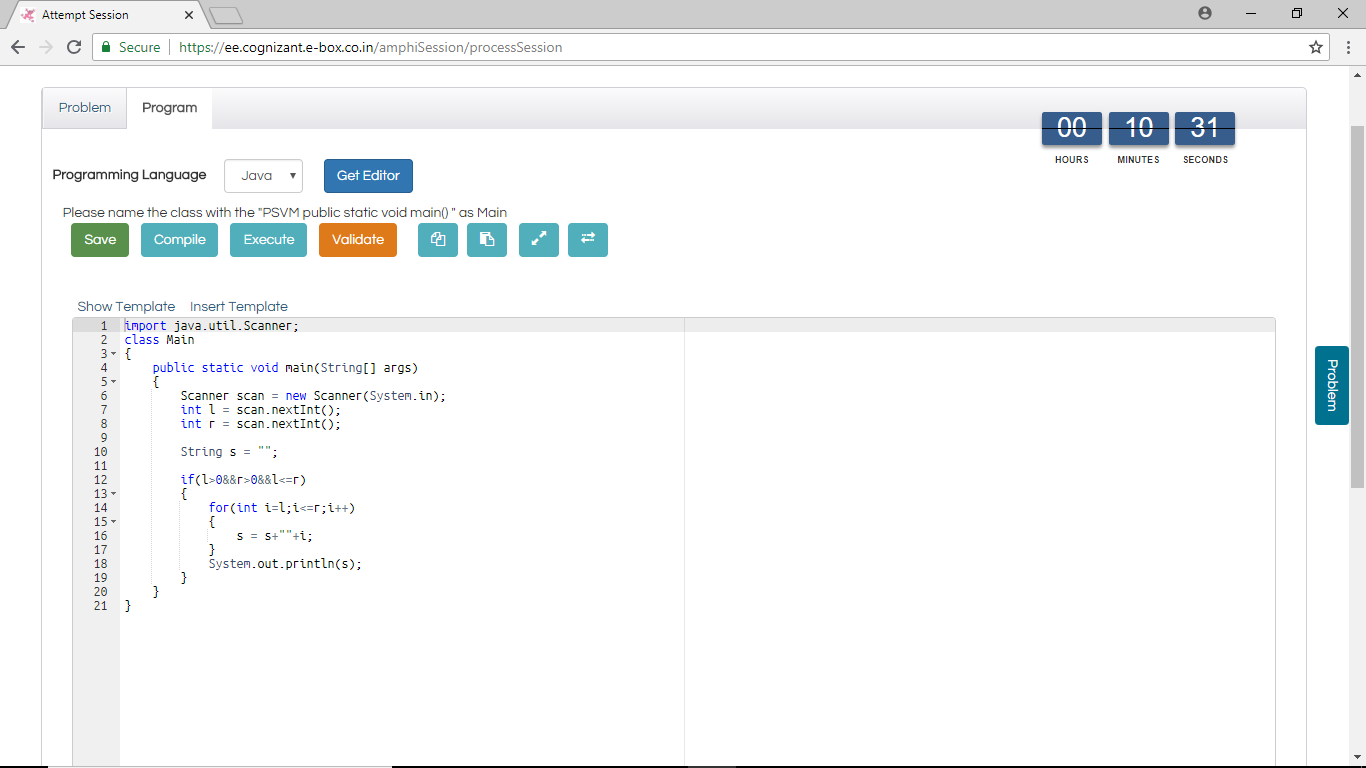 Attempt Session
Secure https://ee.cognizant.e-box.co.in/amphiSession/processSession
Problem Program
00 10 31
HOURS MINUTES SECONDS
Programming Language Java Get Editor
Please name the class with the "PSVM public static void main() " as Main
Save Compile Execute Validate
Show Template Insert Template
1 import java.util.Scanner;
2 class Main
3 {
4 public static void main(String[] args)
5 {
6 Scanner scan = new Scanner(System.in);
7 int l = scan.nextInt();
8 int r = scan.nextInt();
9
10 String s = "";
11
12 if(l>0&&r>0&&l<=r)
13 {
14 for(int i=l;i<=r;i++)
15 {
16 s = s+""+i;
17 }
18 System.out.println(s);
19 }
20 }
21 }
Problem